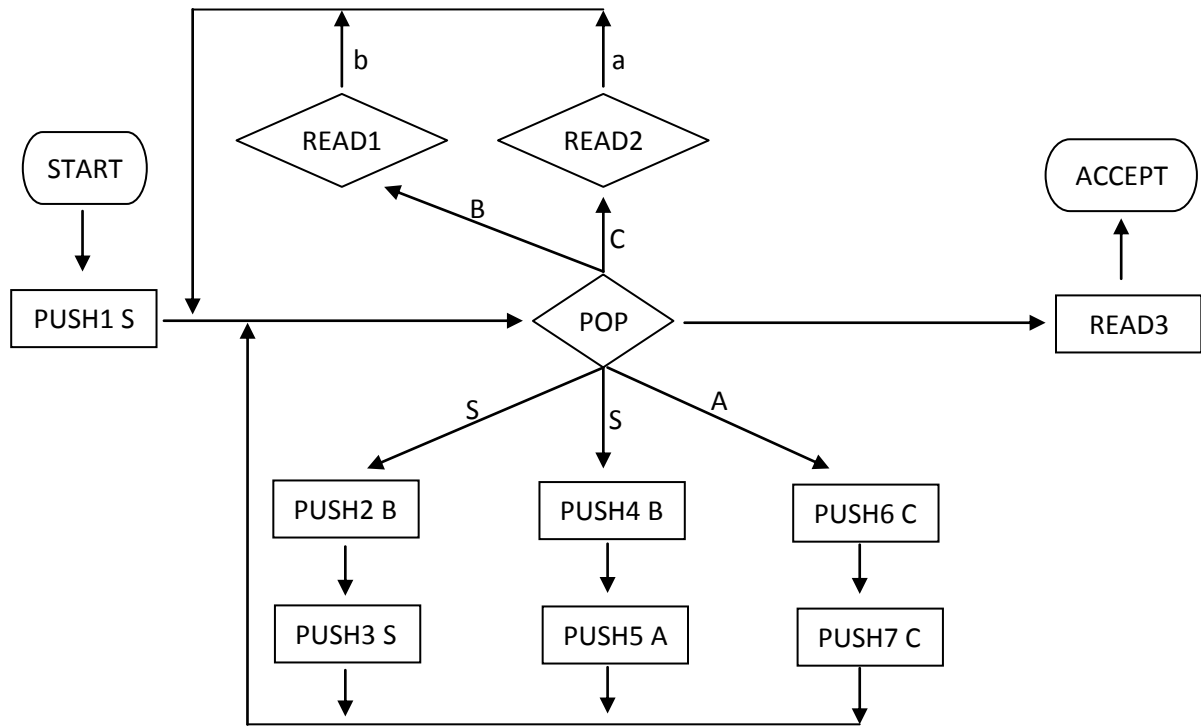 b
a
READ1
READ2
START
ACCEPT
B
C
PUSH1 S
POP
READ3
S
S
A
PUSH2 B
PUSH4 B
PUSH6 C
PUSH3 S
PUSH5 A
PUSH7 C